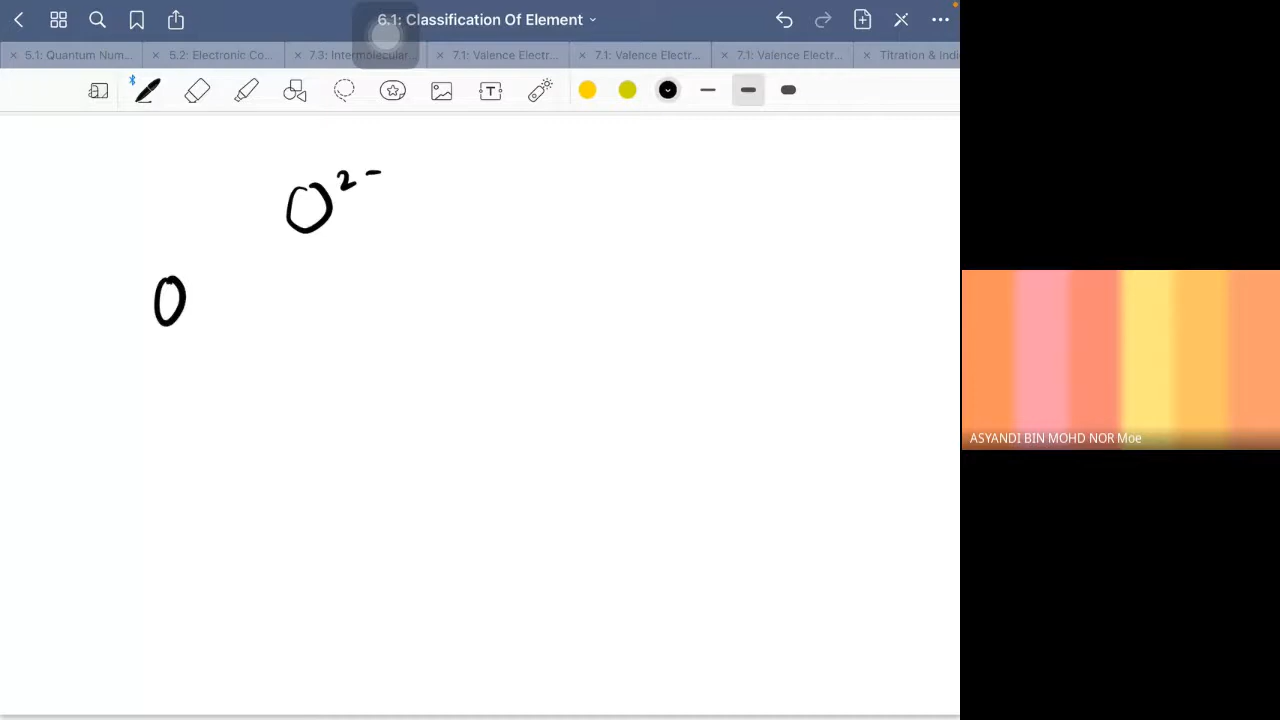 6.1: Classification Of Element
5.1: Quantum Num...
5.2: Electronic Co...
7.3: Intermolecular...
7.1: Valence Electr...
7.1: Valence Electr...
7.1: Valence Electr...
Titration & Indi
T
O²⁻
O
ASYANDI BIN MOHD NOR Moe